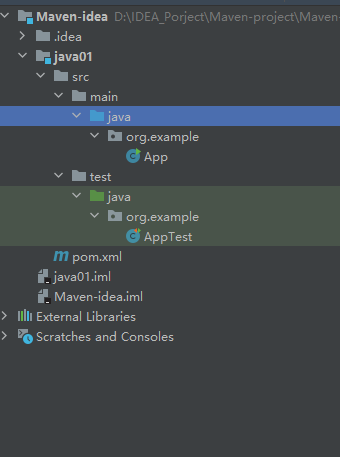 Maven-idea D:\IDEA_Porject\Maven-project\Maven-
.idea
java01
src
main
java
org.example
App
test
java
org.example
AppTest
pom.xml
java01.iml
Maven-idea.iml
External Libraries
Scratches and Consoles